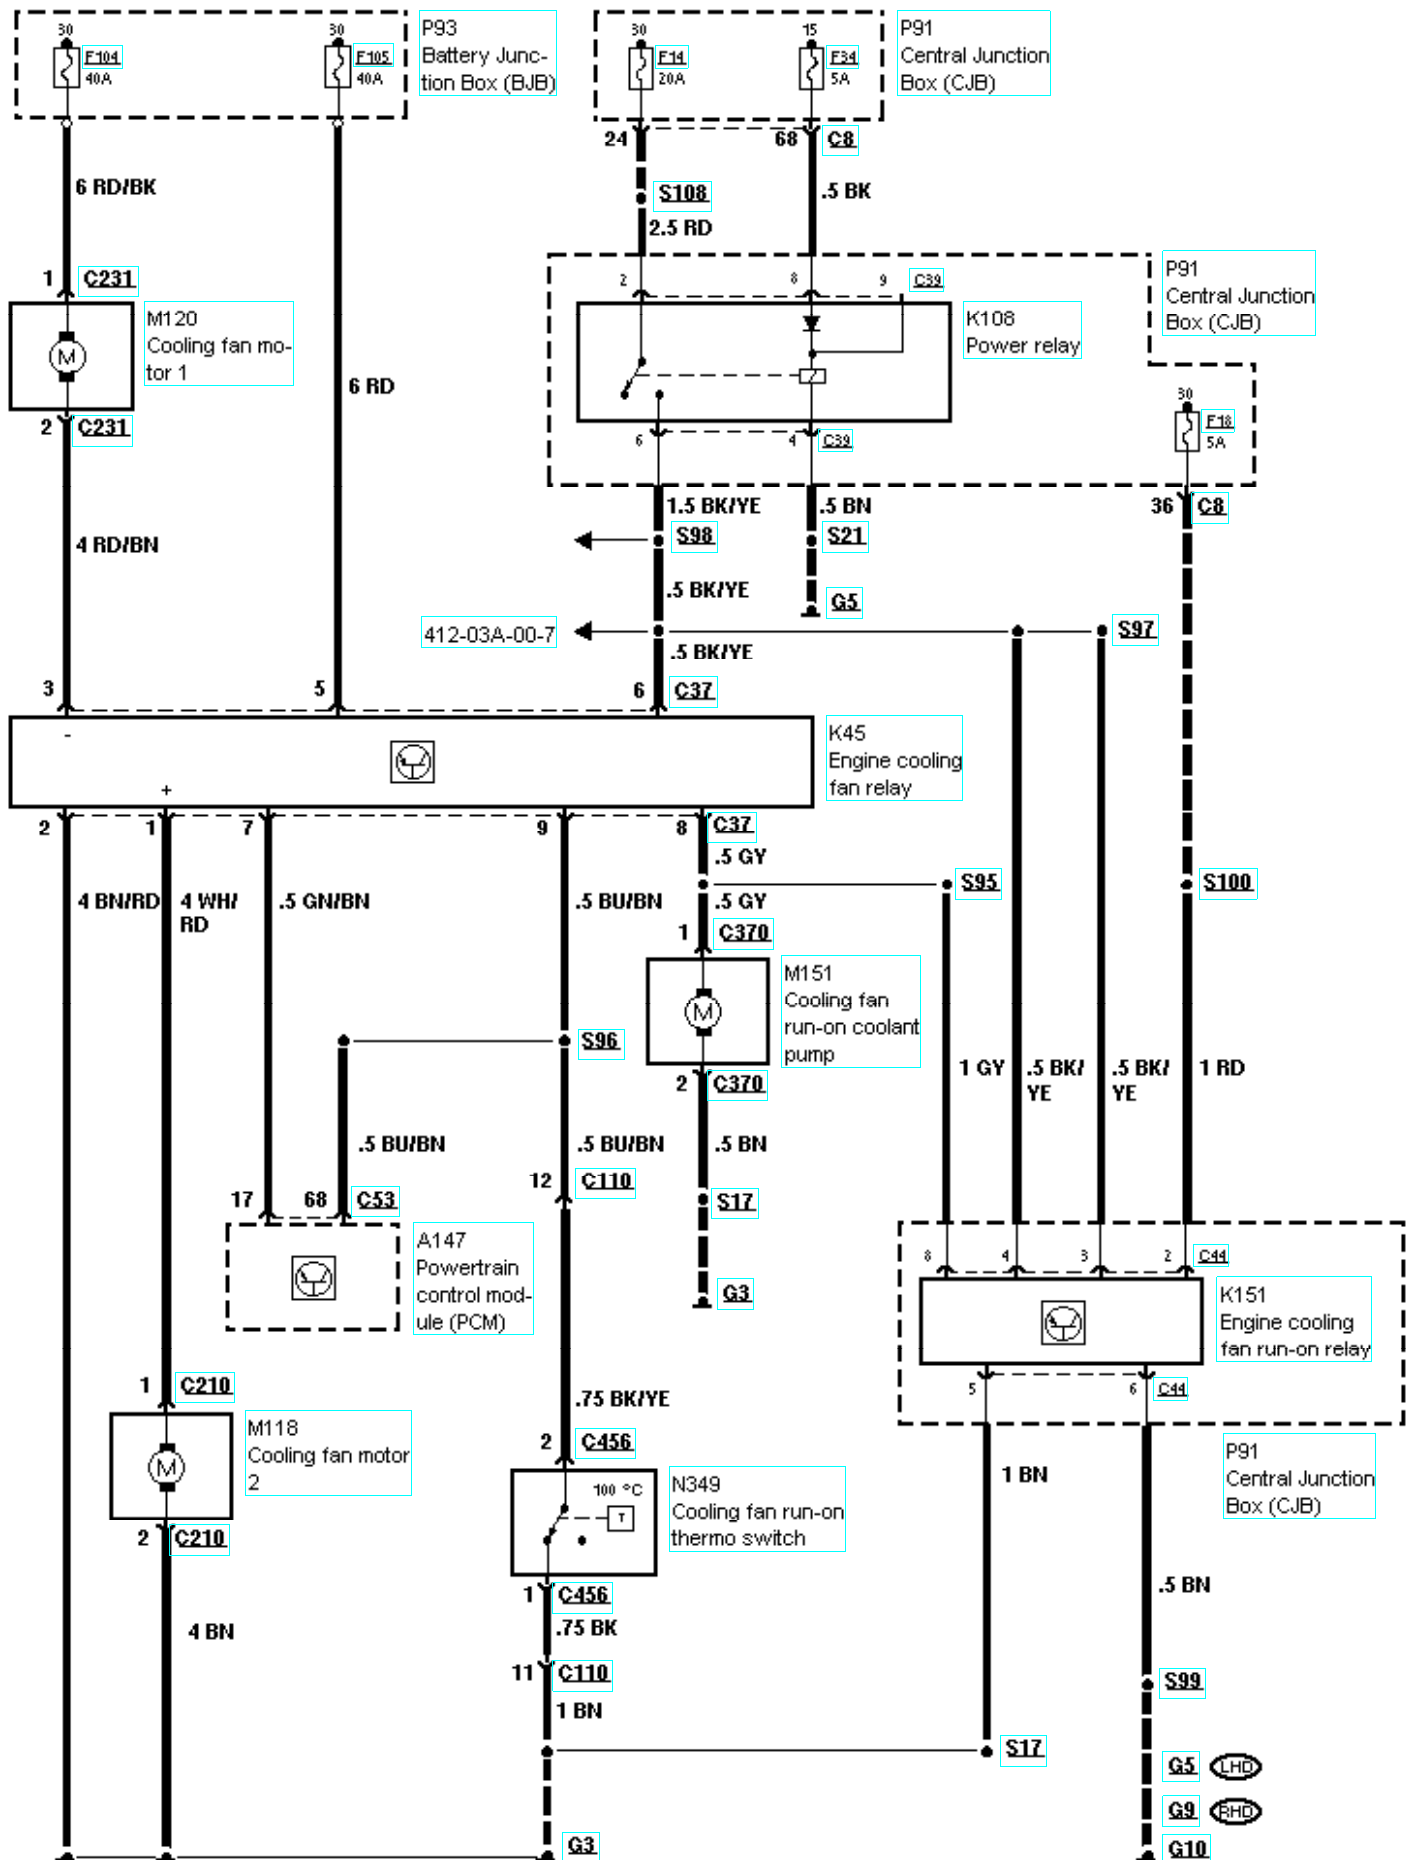 30
30
P93
Battery Junc-
tion Box (BJB)
F104
40A
F105
40A
30
15
P91
Central Junction
Box (CJB)
F14
20A
F34
5A
24
68
C8
6 RD/BK
S108
.5 BK
2.5 RD
1
C231
2
8
9
C39
P91
Central Junction
Box (CJB)
M120
Cooling fan mo-
tor 1
M
K108
Power relay
6 RD
30
F18
5A
2
C231
6
4
C39
1.5 BK/YE
.5 BN
36
C8
S98
S21
4 RD/BN
.5 BK/YE
G5
412-03A-00-7
S97
.5 BK/YE
3
5
6
C37
-
+
K45
Engine cooling
fan relay
2
1
7
9
8
C37
.5 GY
S95
S100
4 BN/RD
4 WH/
RD
.5 GN/BN
.5 BU/BN
.5 GY
1
C370
M151
Cooling fan
run-on coolant
pump
M
S96
2
C370
1 GY
.5 BK/
YE
.5 BK/
YE
1 RD
.5 BU/BN
.5 BU/BN
.5 BN
12
C110
17
68
C53
S17
A147
Powertrain
control mod-
ule (PCM)
8
4
3
2
C44
G3
K151
Engine cooling
fan run-on relay
1
C210
.75 BK/YE
5
6
C44
M118
Cooling fan motor
2
M
2
C456
P91
Central Junction
Box (CJB)
1 BN
100 °C
T
N349
Cooling fan run-on
thermo switch
2
C210
1
C456
.5 BN
4 BN
.75 BK
11
C110
S99
1 BN
S17
G5
LHD
G9
RHD
G3
G10